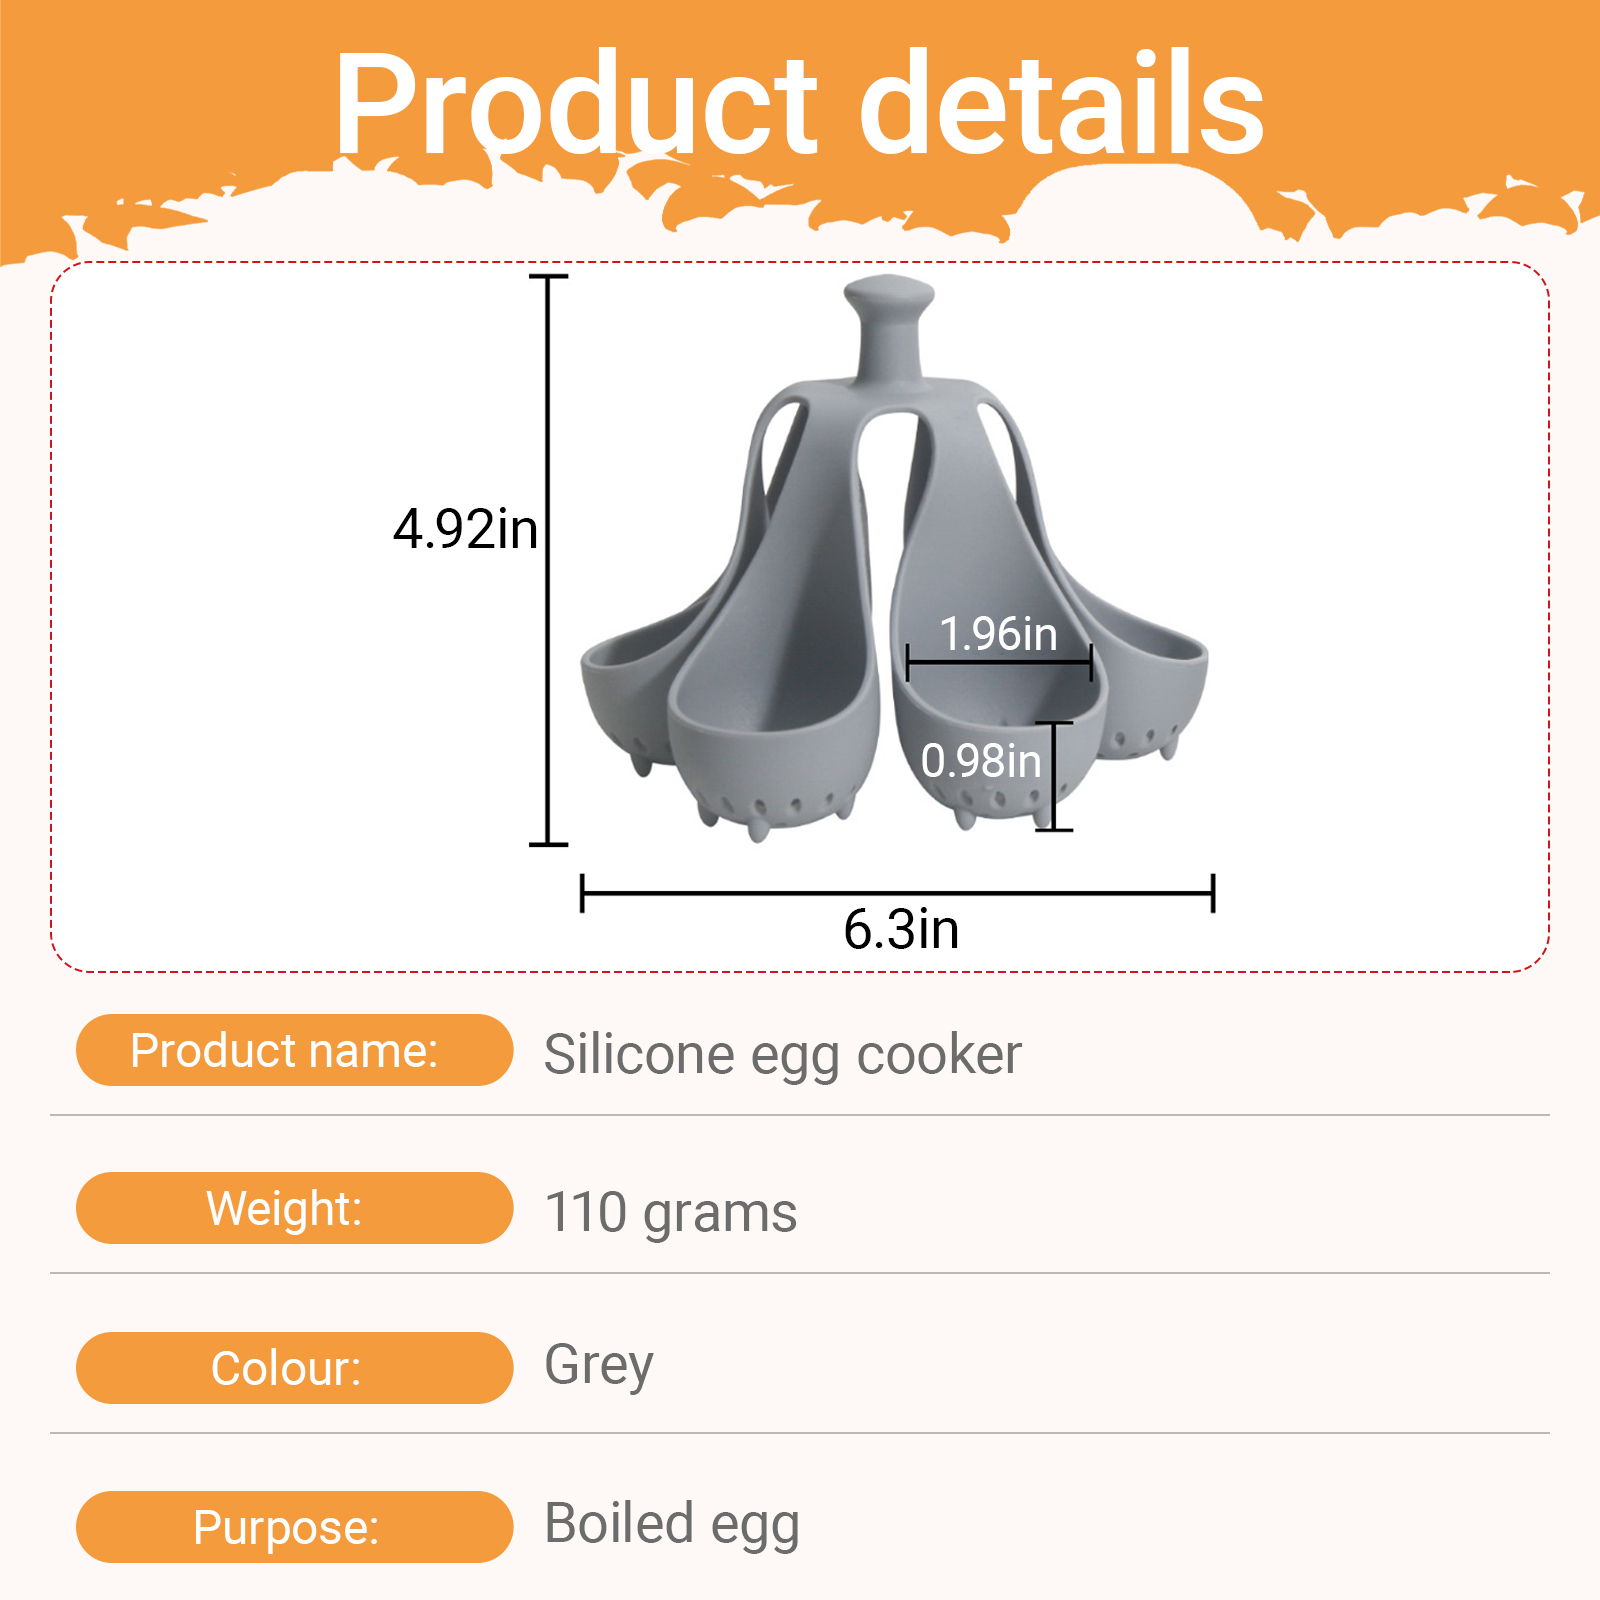 Product details
4.92in
1.96in
0.98in
6.3in
Product name: Silicone egg cooker
Weight: 110 grams
Colour: Grey
Purpose: Boiled egg